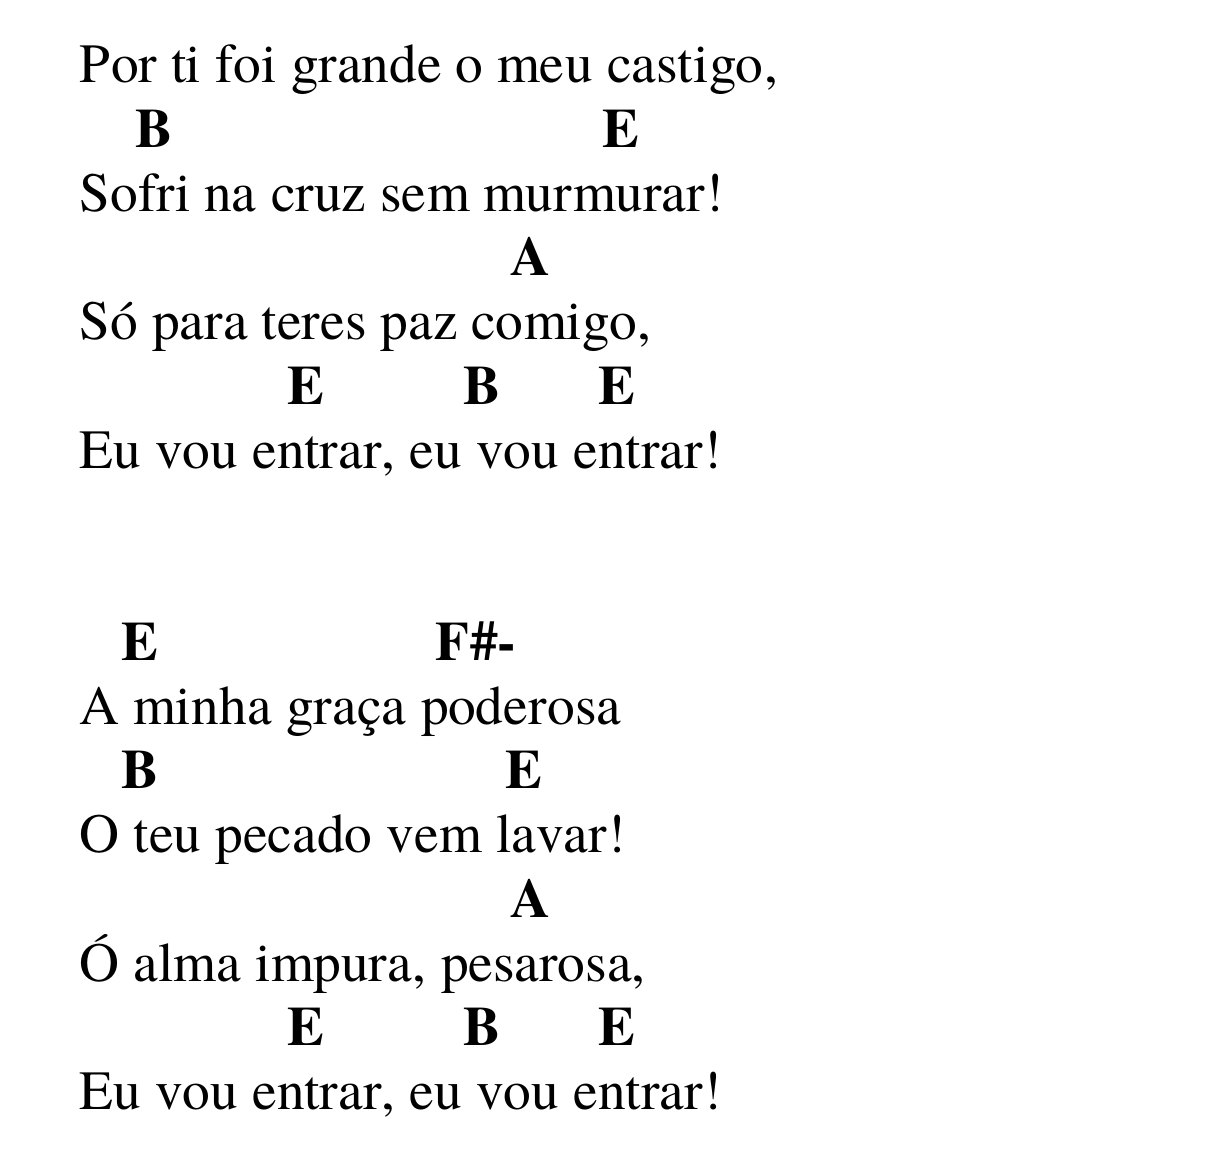 Por ti foi grande o meu castigo,
B E
Sofri na cruz sem murmurar!
A
Só para teres paz comigo,
E B E
Eu vou entrar, eu vou entrar!
E F#-
A minha graça poderosa
B E
O teu pecado vem lavar!
A
Ó alma impura, pesarosa,
E B E
Eu vou entrar, eu vou entrar!